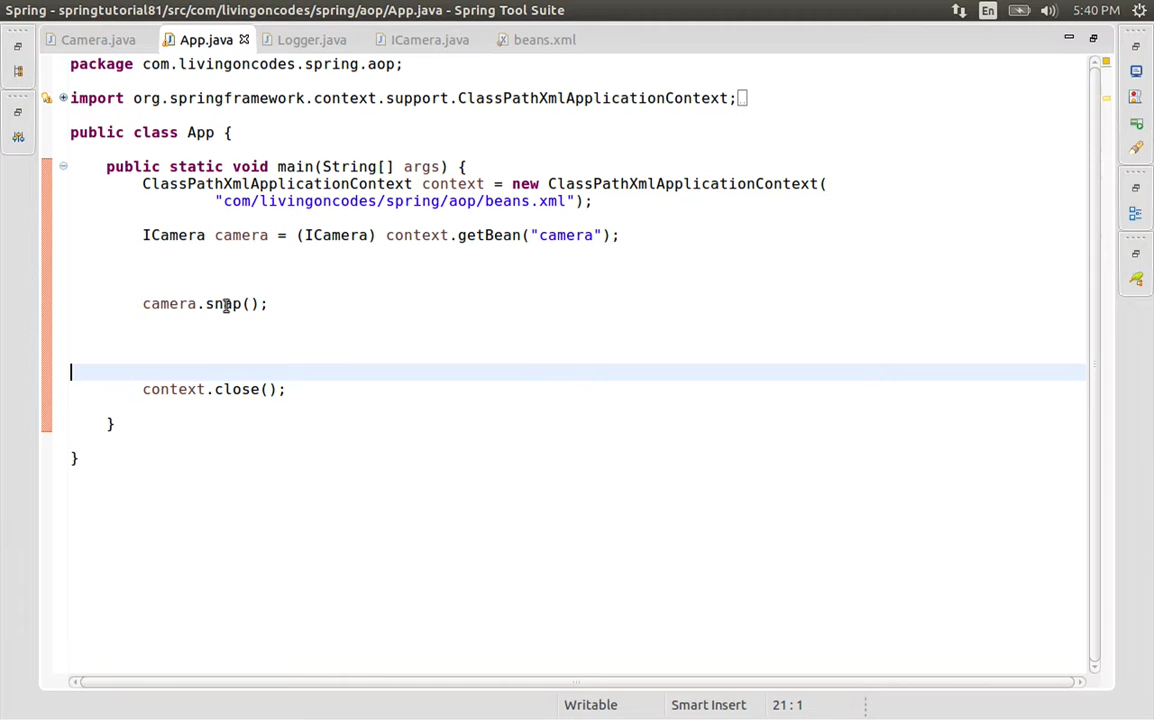 Spring - springtutorial81/src/com/livingoncodes/spring/aop/App.java - Spring Tool Suite
En
5:40 PM
Camera.java
App.java
Logger.java
ICamera.java
beans.xml
package com.livingoncodes.spring.aop;
import org.springframework.context.support.ClassPathXmlApplicationContext;
public class App {
public static void main(String[] args) {
ClassPathXmlApplicationContext context = new ClassPathXmlApplicationContext(
"com/livingoncodes/spring/aop/beans.xml");
ICamera camera = (ICamera) context.getBean("camera");
camera.snap();
context.close();
}
}
Writable
Smart Insert
21 : 1